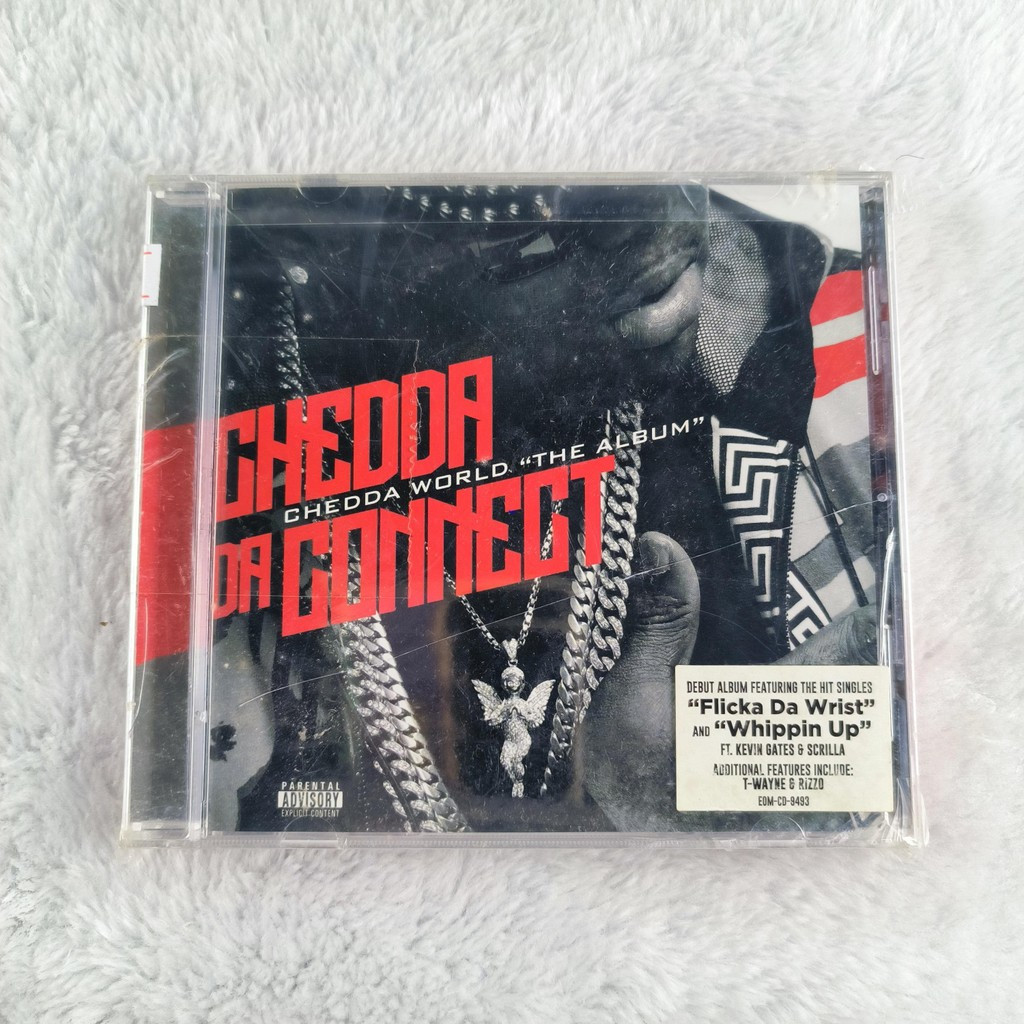 CHEDDA
CHEDDA WORLD "THE ALBUM"
DA CONNECT
DEBUT ALBUM FEATURING THE HIT SINGLES
"Flicka Da Wrist"
AND "Whippin Up"
FT. KEVIN GATES & SCRILLA
ADDITIONAL FEATURES INCLUDE:
T-WAYNE & RIZZO
EOM-CD-9493
PARENTAL
ADVISORY
EXPLICIT CONTENT